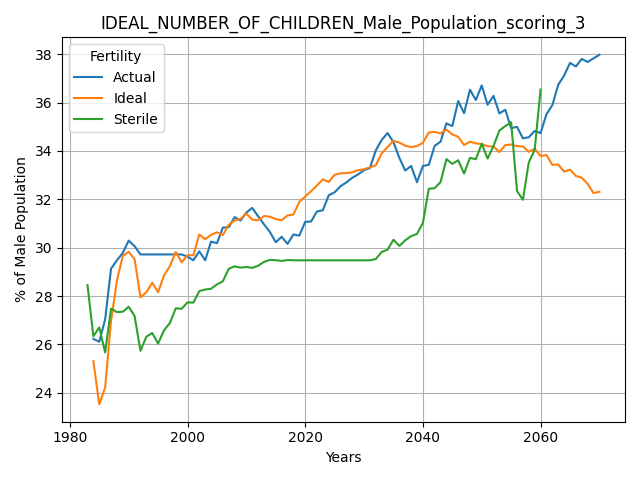 IDEAL_NUMBER_OF_CHILDREN_Male_Population_scoring_3
Fertility
Actual
Ideal
Sterile
% of Male Population
38
36
34
32
30
28
26
24
1980
2000
2020
2040
2060
Years